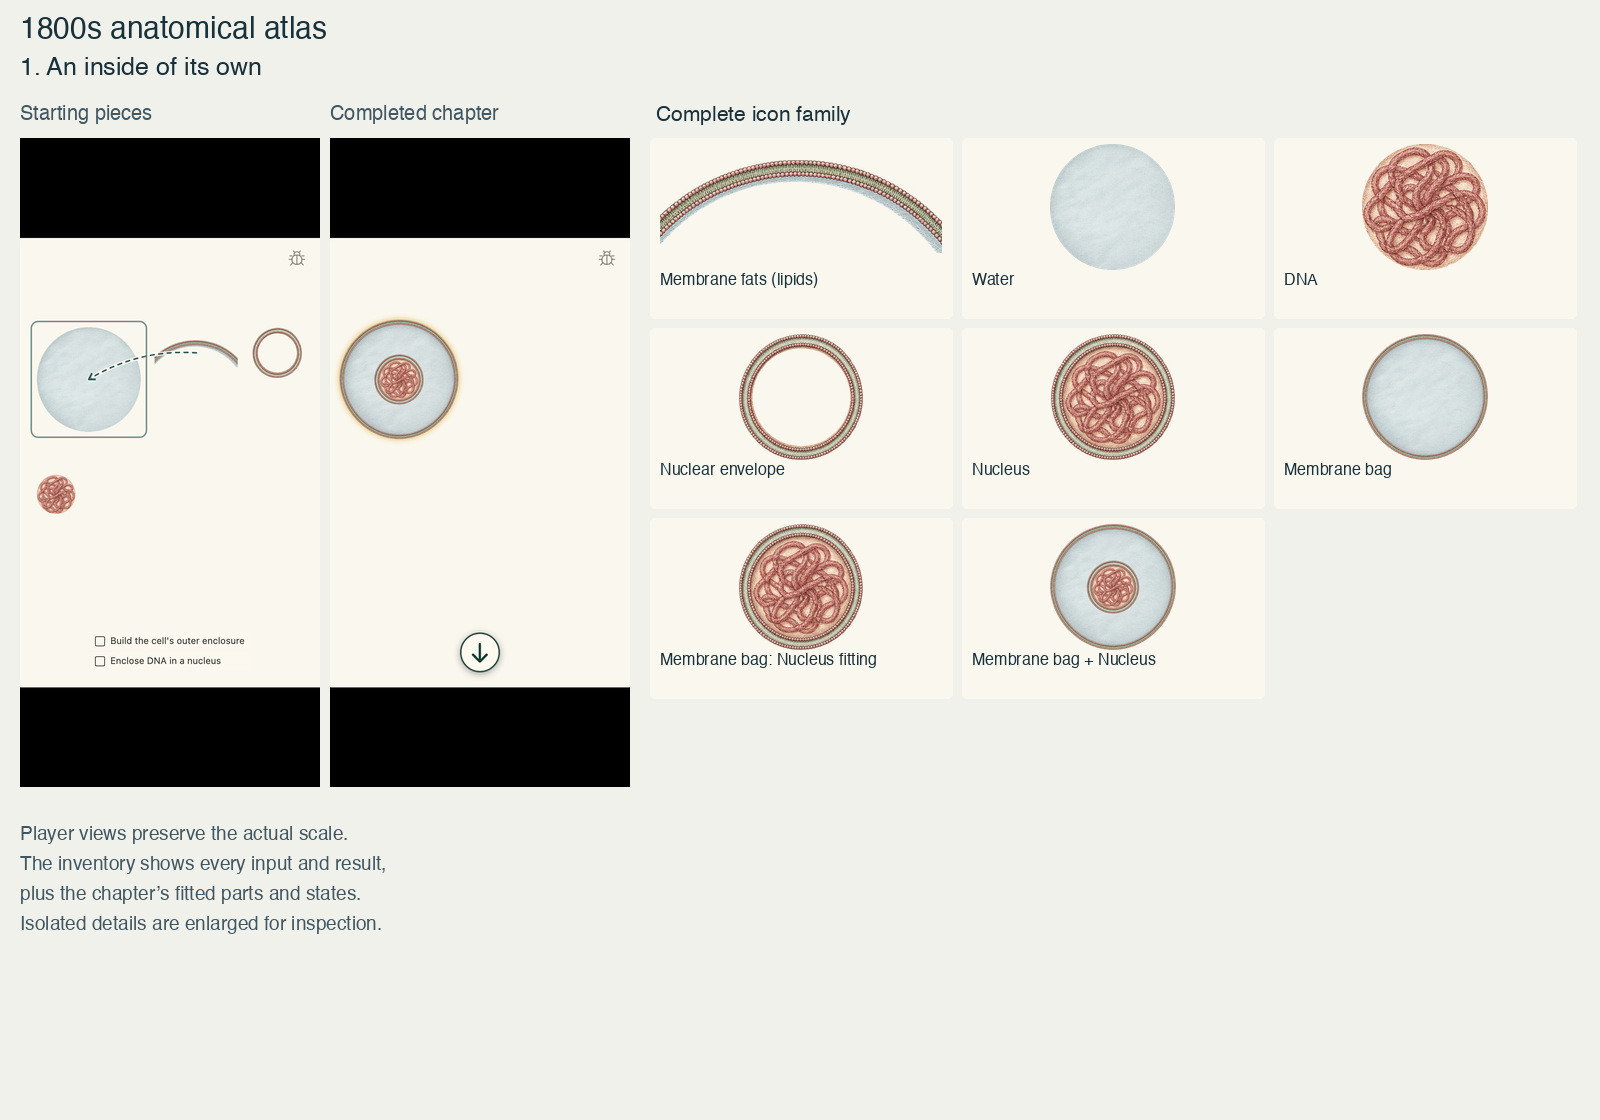 1800s anatomical atlas
1. An inside of its own
Starting pieces
Completed chapter
Complete icon family
Membrane fats (lipids)
Water
DNA
Nuclear envelope
Nucleus
Membrane bag
Membrane bag: Nucleus fitting
Membrane bag + Nucleus
Build the cell's outer enclosure
Enclose DNA in a nucleus
Player views preserve the actual scale.
The inventory shows every input and result,
plus the chapter’s fitted parts and states.
Isolated details are enlarged for inspection.